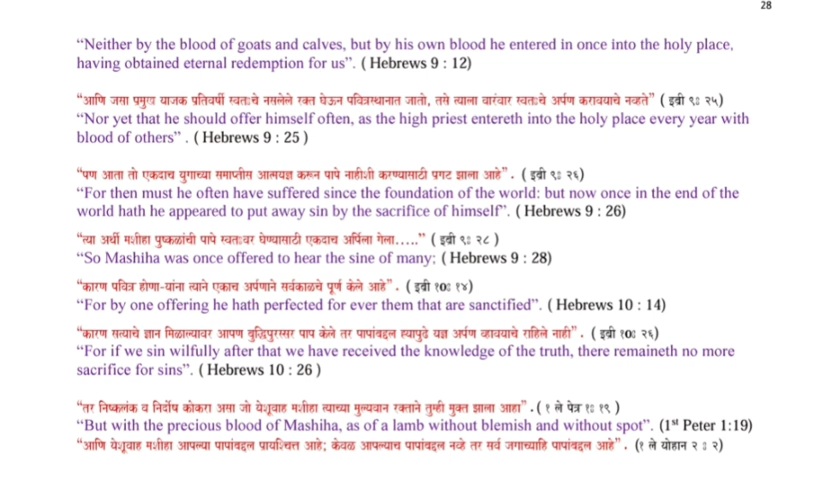 28
“Neither by the blood of goats and calves, but by his own blood he entered in once into the holy place,
having obtained eternal redemption for us”. ( Hebrews 9 : 12)
“आणि जसा प्रमुख याजक प्रतिवर्षी स्वतःचे नसलेले रक्त घेऊन पवित्रस्थानात जातो, तसे त्याला वारंवार स्वतःचे अर्पण करावयाचे नव्हते” ( इब्री ९ः २५)
“Nor yet that he should offer himself often, as the high priest entereth into the holy place every year with
blood of others” . ( Hebrews 9 : 25 )
“पण आता तो एकदाच युगाच्या समाप्तीस आत्मयज्ञ करून पापे नाहीशी करण्यासाठी प्रगट झाला आहे” . ( इब्री ९ः २६)
“For then must he often have suffered since the foundation of the world: but now once in the end of the
world hath he appeared to put away sin by the sacrifice of himself”. ( Hebrews 9 : 26)
“त्या अर्थी मशीहा पुष्कळांची पापे स्वतःवर घेण्यासाठी एकदाच अर्पिला गेला…..” ( इब्री ९ः २८ )
“So Mashiha was once offered to hear the sine of many; ( Hebrews 9 : 28)
“कारण पवित्र होणा-यांना त्याने एकाच अर्पणाने सर्वकाळचे पूर्ण केले आहे” . ( इब्री १०ः १४)
“For by one offering he hath perfected for ever them that are sanctified”. ( Hebrews 10 : 14)
“कारण सत्याचे ज्ञान मिळाल्यावर आपण बुद्धिपुरस्सर पाप केले तर पापांबद्दल ह्यापुढे यज्ञ अर्पण व्हावयाचे राहिले नाही” . ( इब्री १०ः २६)
“For if we sin wilfully after that we have received the knowledge of the truth, there remaineth no more
sacrifice for sins”. ( Hebrews 10 : 26 )
“तर निष्कलंक व निर्दोष कोकरा असा जो येशूवाह मशीहा त्याच्या मुल्यवान रक्ताने तुम्ही मुक्त झाला आहा” . ( १ ले पेत्र १ः १९ )
“But with the precious blood of Mashiha, as of a lamb without blemish and without spot”. (1st Peter 1:19)
“आणि येशूवाह मशीहा आपल्या पापांबद्दल प्रायश्चित्त आहे; केवळ आपल्याच पापांबद्दल नव्हे तर सर्व जगाच्याहि पापांबद्दल आहे” . (१ ले योहान २ ः २)